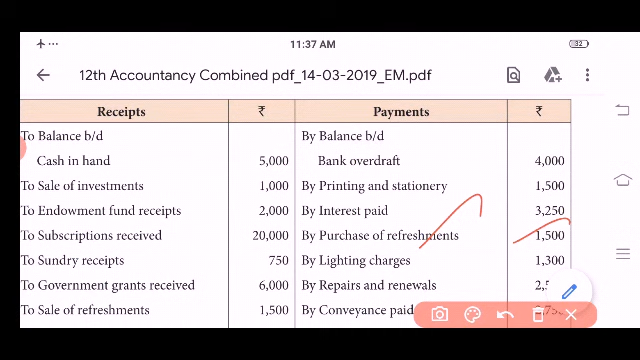 11:37 AM
32
12th Accountancy Combined pdf_14-03-2019_EM.pdf
Receipts ₹ Payments ₹
To Balance b/d By Balance b/d
Cash in hand 5,000 Bank overdraft 4,000
To Sale of investments 1,000 By Printing and stationery 1,500
To Endowment fund receipts 2,000 By Interest paid 3,250
To Subscriptions received 20,000 By Purchase of refreshments 1,500
To Sundry receipts 750 By Lighting charges 1,300
To Government grants received 6,000 By Repairs and renewals
To Sale of refreshments 1,500 By Conveyance paid